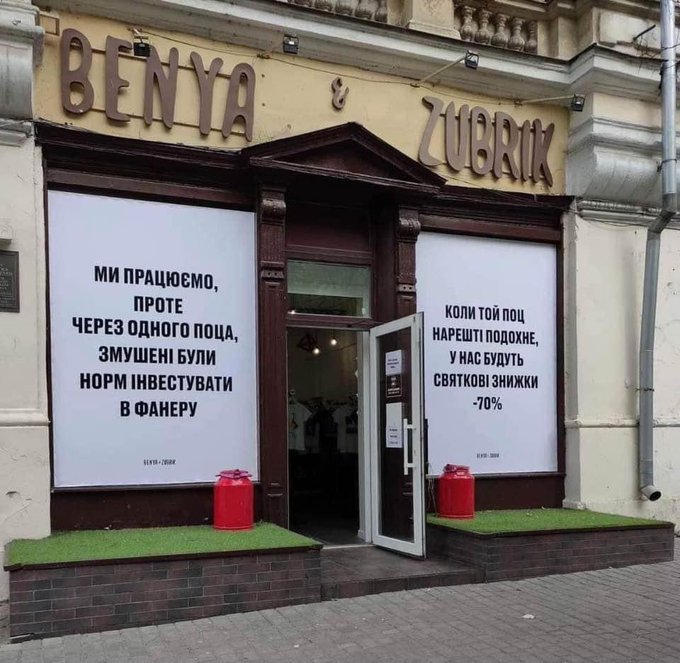 BENYA & ZUBRIK
МИ ПРАЦЮЄМО,
ПРОТЕ
ЧЕРЕЗ ОДНОГО ПОЦА,
ЗМУШЕНІ БУЛИ
НОРМ ІНВЕСТУВАТИ
В ФАНЕРУ
BENYA & ZUBRIK
КОЛИ ТОЙ ПОЦ
НАРЕШТІ ПОДОХНЕ,
У НАС БУДУТЬ
СВЯТКОВІ ЗНИЖКИ
-70%
BENYA & ZUBRIK